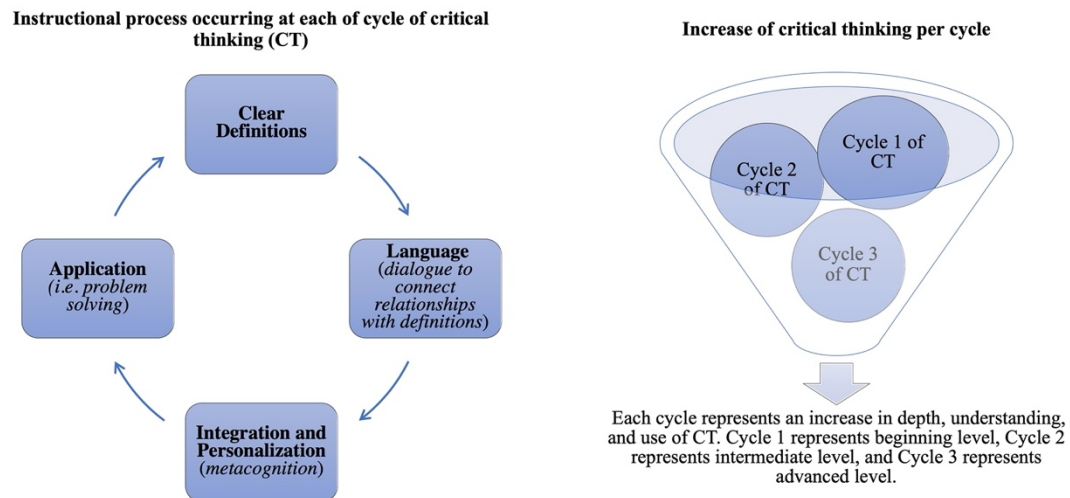 Instructional process occurring at each of cycle of critical
thinking (CT)
Clear
Definitions
Language
(dialogue to
connect
relationships
with definitions)
Integration and
Personalization
(metacognition)
Application
(i.e. problem
solving)
Increase of critical thinking per cycle
Cycle 1 of
CT
Cycle 2
of CT
Cycle 3
of CT
Each cycle represents an increase in depth, understanding,
and use of CT. Cycle 1 represents beginning level, Cycle 2
represents intermediate level, and Cycle 3 represents
advanced level.